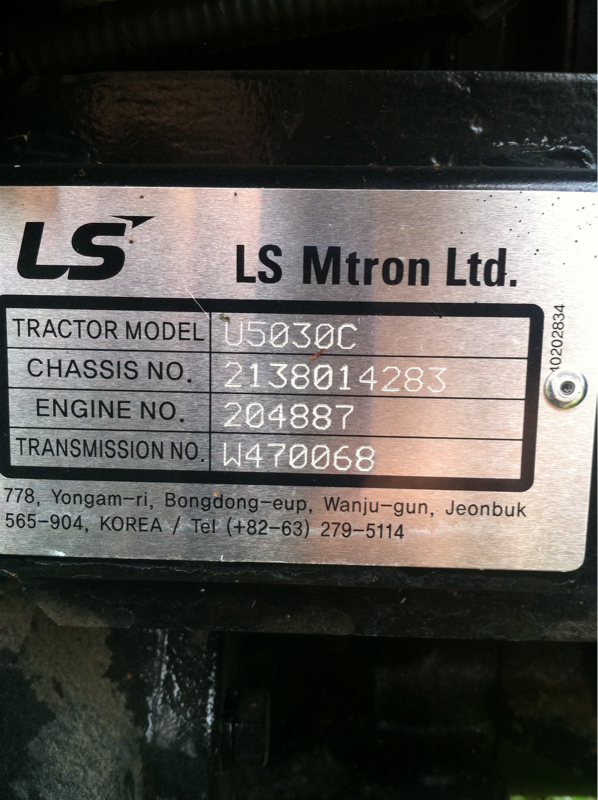 LS LS Mtron Ltd.
TRACTOR MODEL U5030C
CHASSIS NO. 2138014283
ENGINE NO. 204887
TRANSMISSION NO. W470068
40202834
778, Yongam-ri, Bongdong-eup, Wanju-gun, Jeonbuk
565-904, KOREA / Tel (+82-63) 279-5114